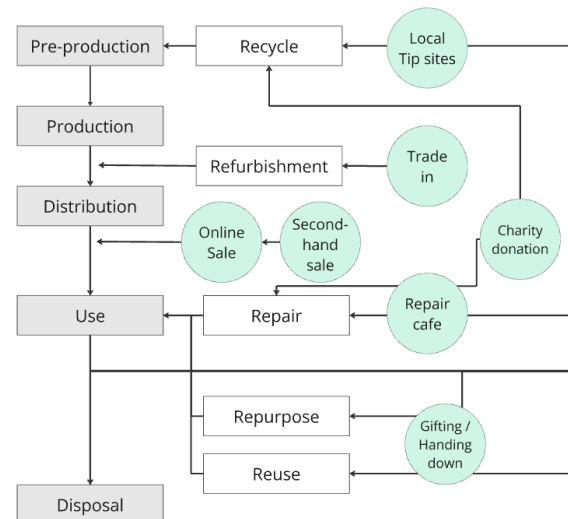 Pre-production
Recycle
Local
Tip sites
Production
Refurbishment
Trade
in
Distribution
Online
Sale
Second-
hand
sale
Charity
donation
Use
Repair
Repair
cafe
Repurpose
Gifting /
Handing
down
Reuse
Disposal